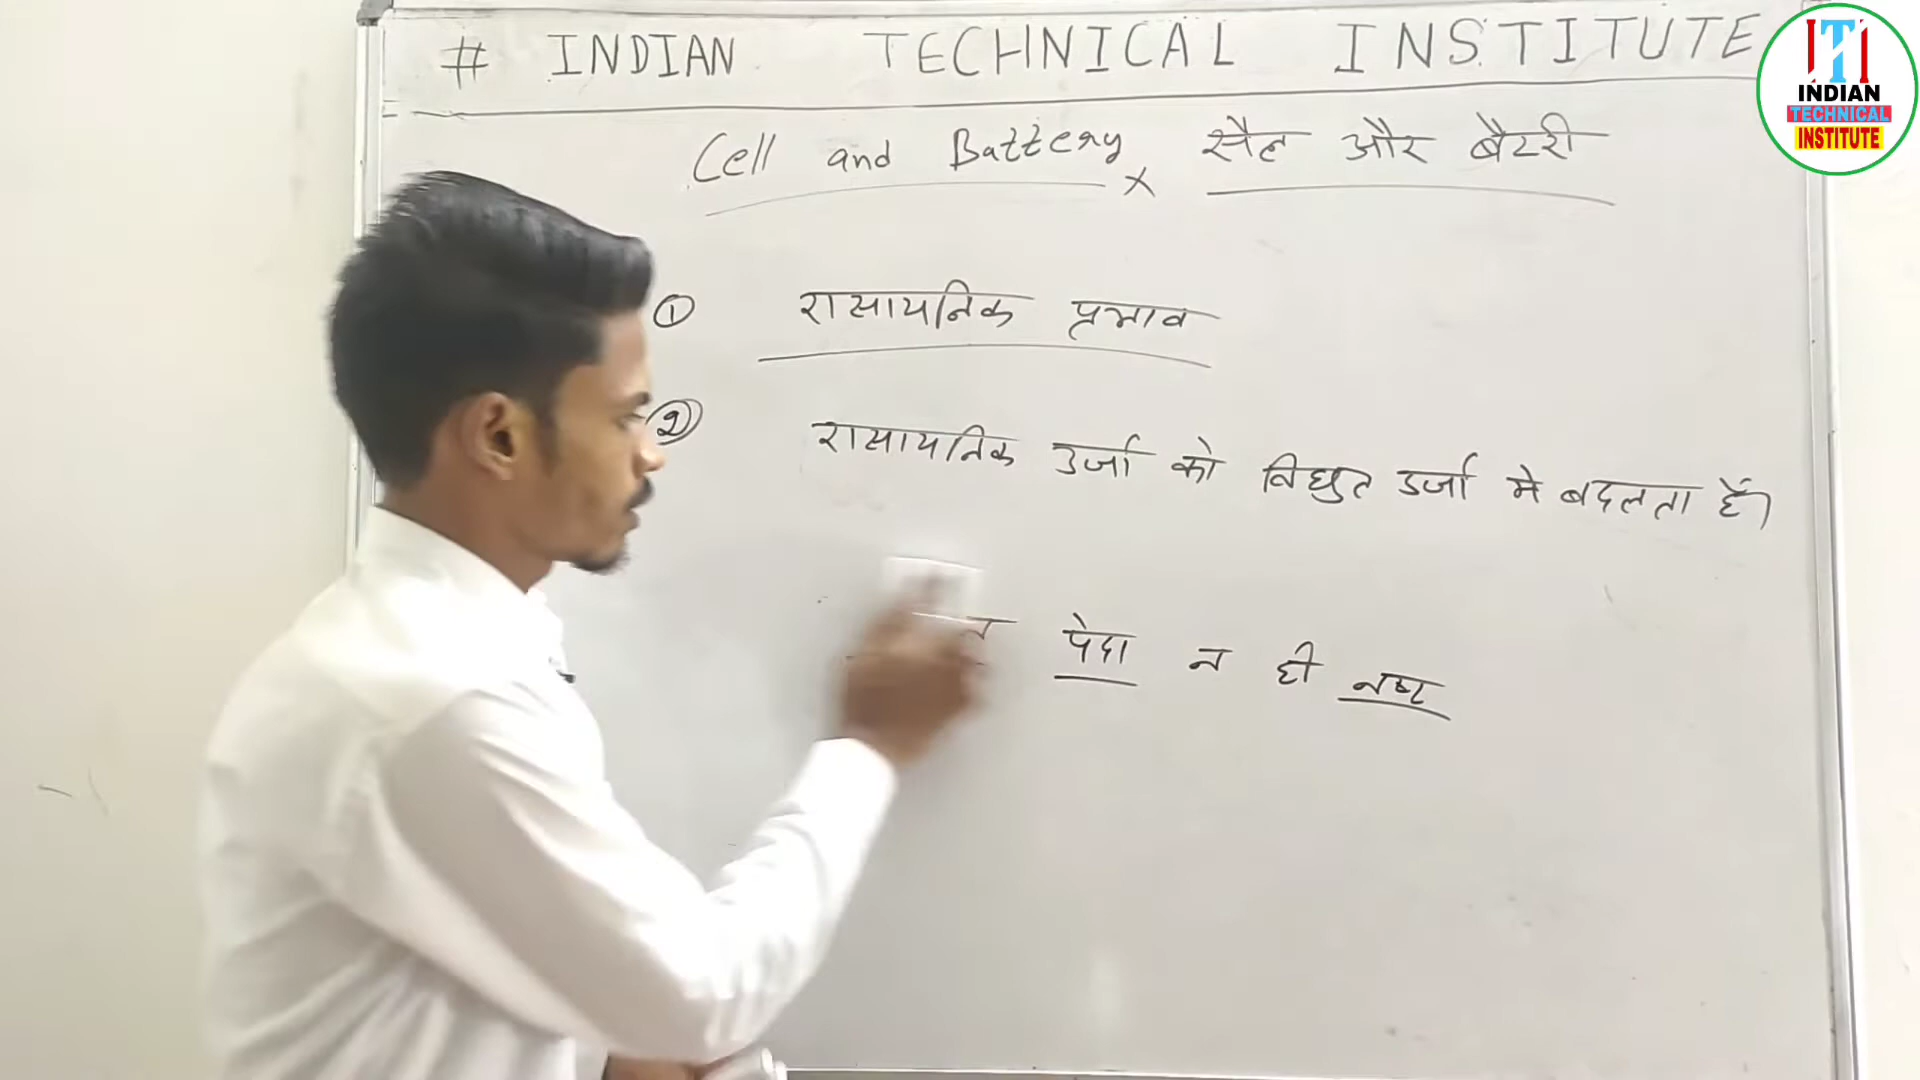 # INDIAN TECHNICAL INSTITUTE
ITI
INDIAN
TECHNICAL
INSTITUTE
Cell and Battery x सैल और बैटरी
① रासायनिक प्रभाव
② रासायनिक उर्जा को विद्युत उर्जा मे बदलता हैं।
न पेदा न ही नष्ट